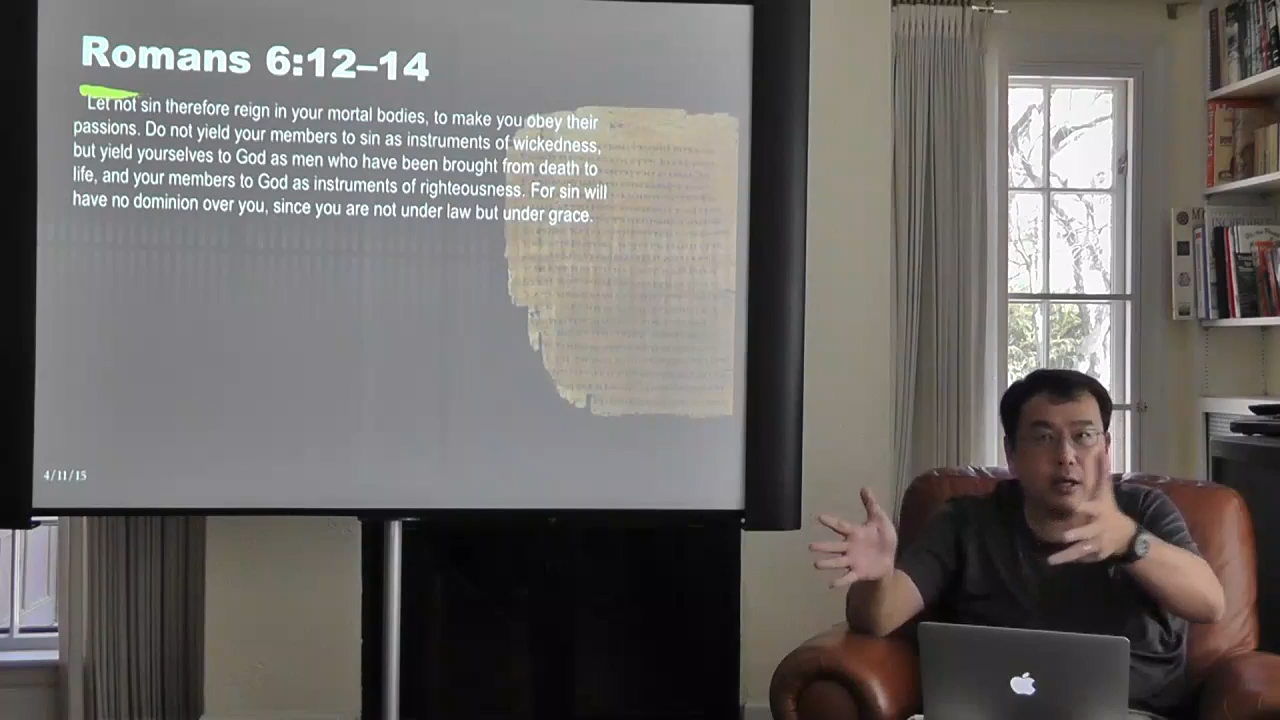 Romans 6:12–14
Let not sin therefore reign in your mortal bodies, to make you obey their
passions. Do not yield your members to sin as instruments of wickedness,
but yield yourselves to God as men who have been brought from death to
life, and your members to God as instruments of righteousness. For sin will
have no dominion over you, since you are not under law but under grace.
4/11/15